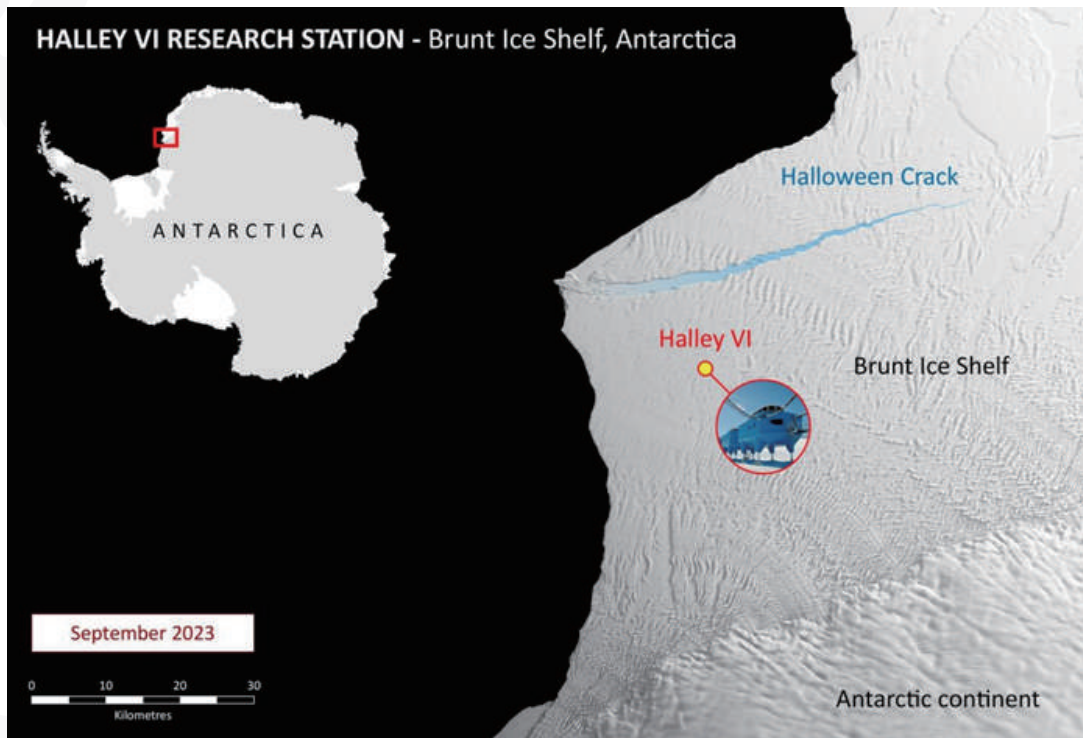 HALLEY VI RESEARCH STATION - Brunt Ice Shelf, Antarctica
ANTARCTICA
Halloween Crack
Halley VI
Brunt Ice Shelf
September 2023
0 10 20 30
Kilometres
Antarctic continent